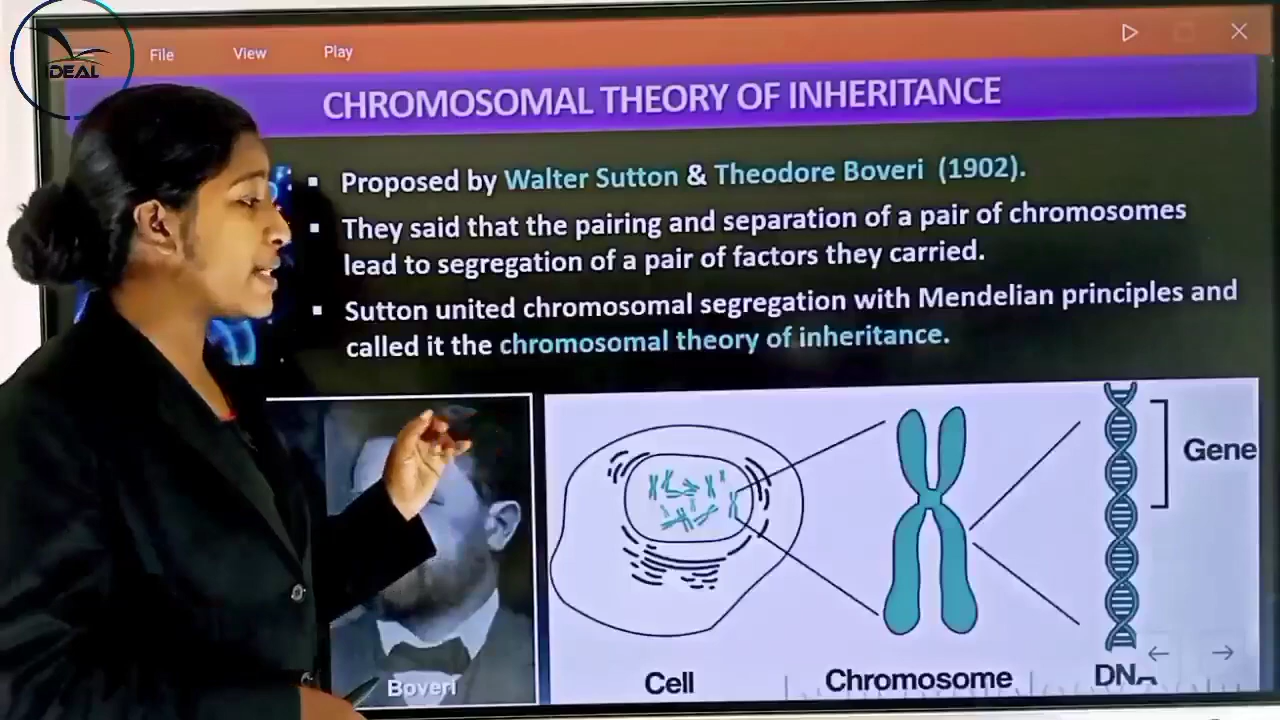 IDEAL
File View Play
CHROMOSOMAL THEORY OF INHERITANCE
▪ Proposed by Walter Sutton & Theodore Boveri (1902).
▪ They said that the pairing and separation of a pair of chromosomes
lead to segregation of a pair of factors they carried.
▪ Sutton united chromosomal segregation with Mendelian principles and
called it the chromosomal theory of inheritance.
Gene
Boveri
Cell
Chromosome